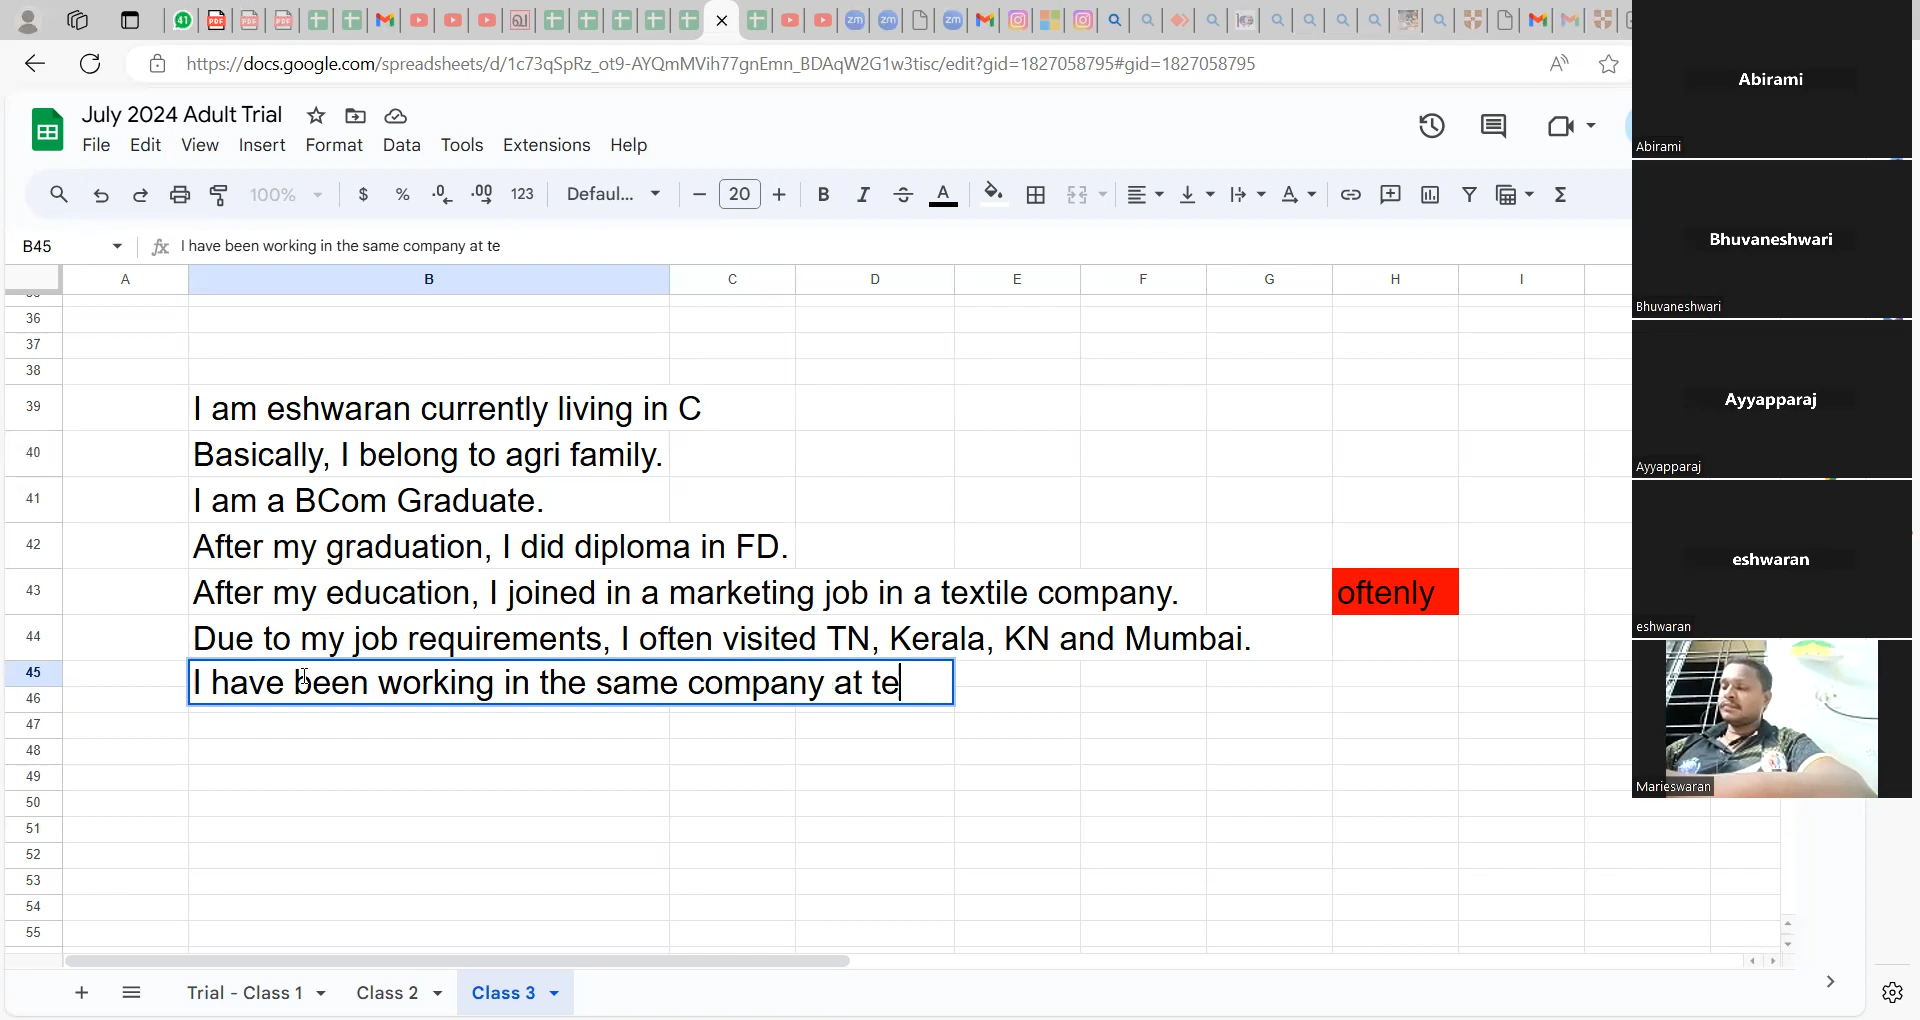 41
zm
zm
zm
https://docs.google.com/spreadsheets/d/1c73qSpRz_ot9-AYQmMVih77gnEmn_BDAqW2G1w3tisc/edit?gid=1827058795#gid=1827058795
July 2024 Adult Trial
File Edit View Insert Format Data Tools Extensions Help
100% $ % .0 .00 123 Defaul... 20 B I A
B45 fx I have been working in the same company at te
A B C D E F G H I
36
37
38
39 I am eshwaran currently living in C
40 Basically, I belong to agri family.
41 I am a BCom Graduate.
42 After my graduation, I did diploma in FD.
43 After my education, I joined in a marketing job in a textile company. oftenly
44 Due to my job requirements, I often visited TN, Kerala, KN and Mumbai.
45 I have been working in the same company at te
46
47
48
49
50
51
52
53
54
55
Trial - Class 1 Class 2 Class 3
Abirami
Abirami
Bhuvaneshwari
Bhuvaneshwari
Ayyapparaj
Ayyapparaj
eshwaran
eshwaran
Marieswaran